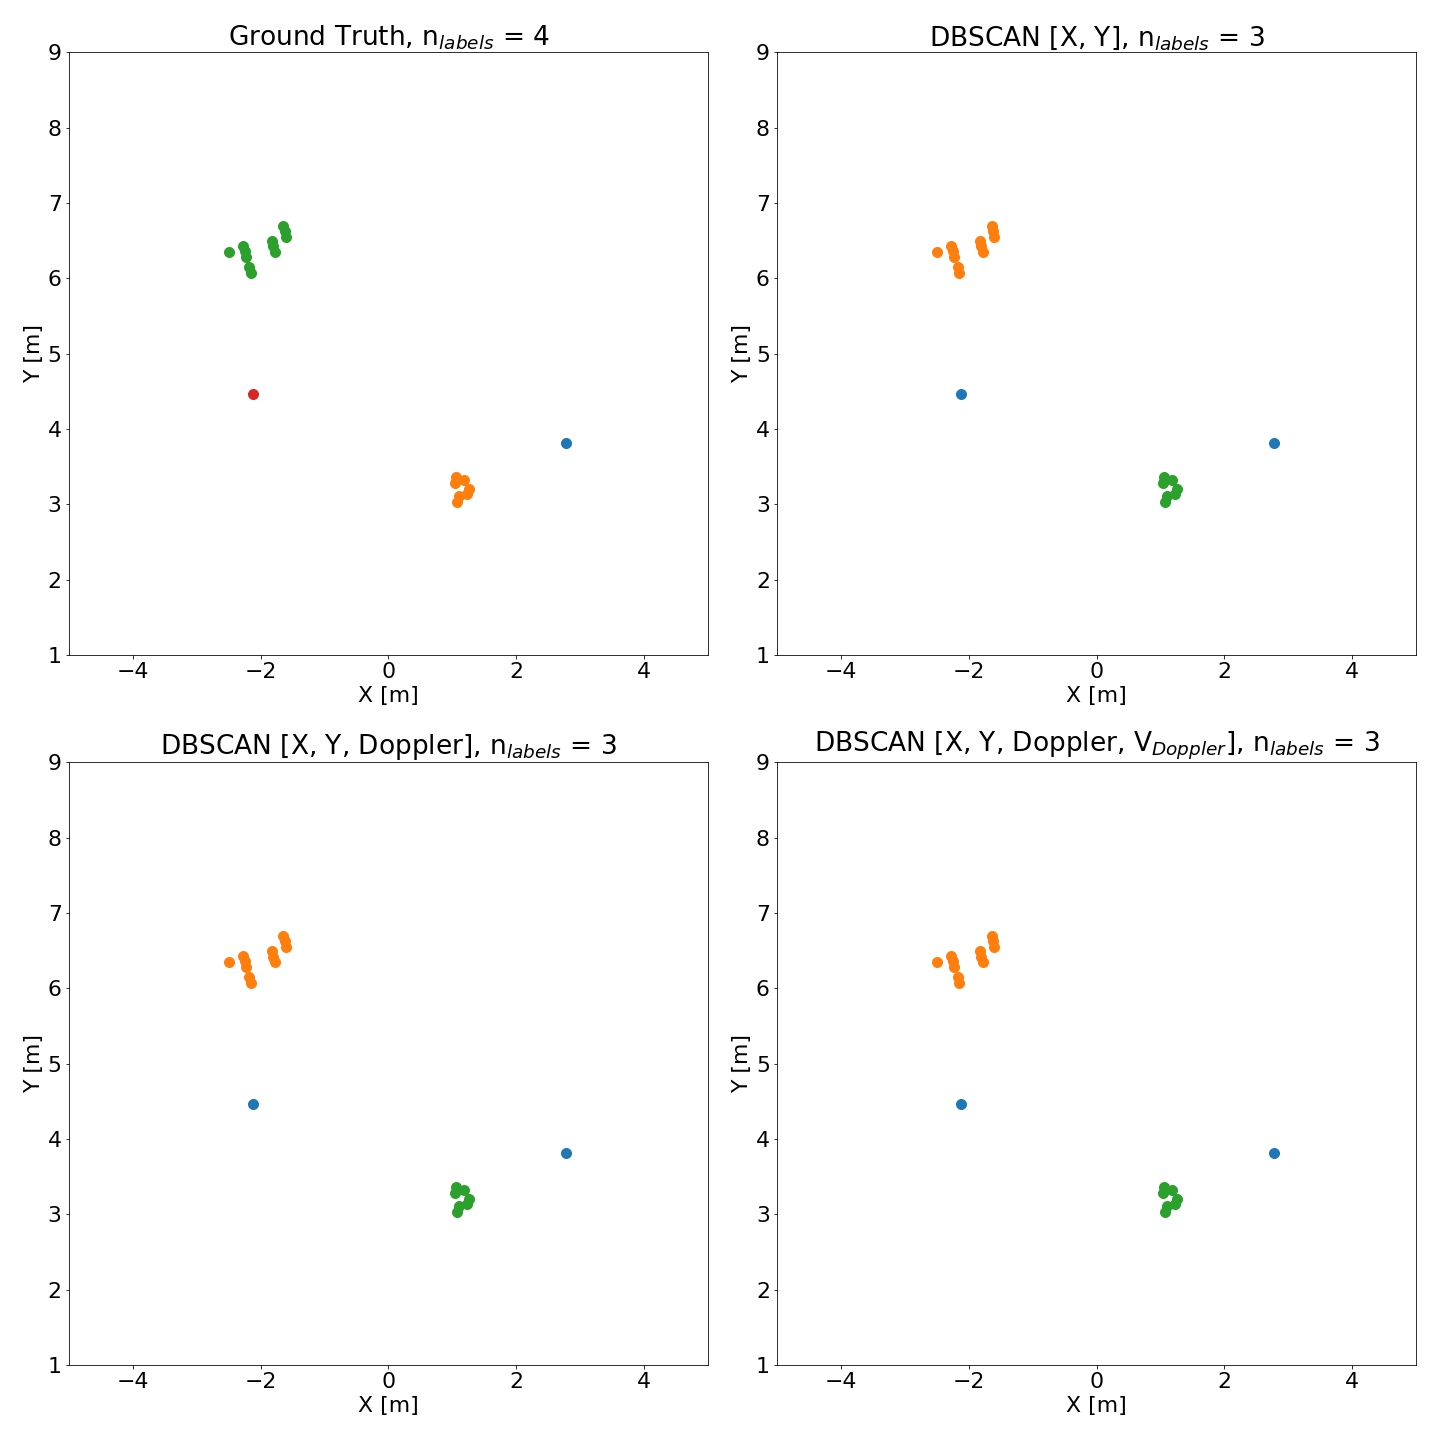 Ground Truth, n_labels = 4
9
8
7
6
5
4
3
2
1
Y [m]
−4 −2 0 2 4
X [m]
DBSCAN [X, Y], n_labels = 3
9
8
7
6
5
4
3
2
1
Y [m]
−4 −2 0 2 4
X [m]
DBSCAN [X, Y, Doppler], n_labels = 3
9
8
7
6
5
4
3
2
1
Y [m]
−4 −2 0 2 4
X [m]
DBSCAN [X, Y, Doppler, V_Doppler], n_labels = 3
9
8
7
6
5
4
3
2
1
Y [m]
−4 −2 0 2 4
X [m]